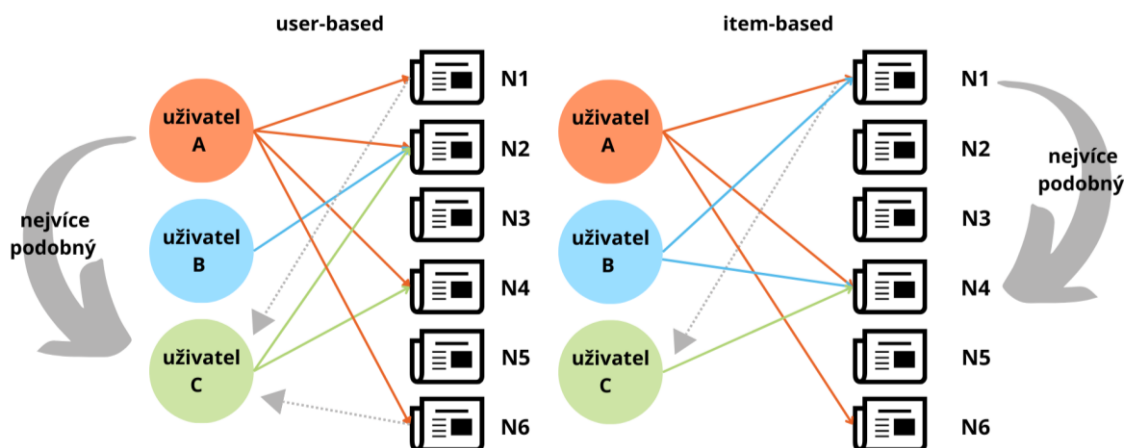 user-based
uživatel
A
uživatel
B
uživatel
C
nejvíce
podobný
N1
N2
N3
N4
N5
N6
item-based
uživatel
A
uživatel
B
uživatel
C
N1
N2
N3
N4
N5
N6
nejvíce
podobný